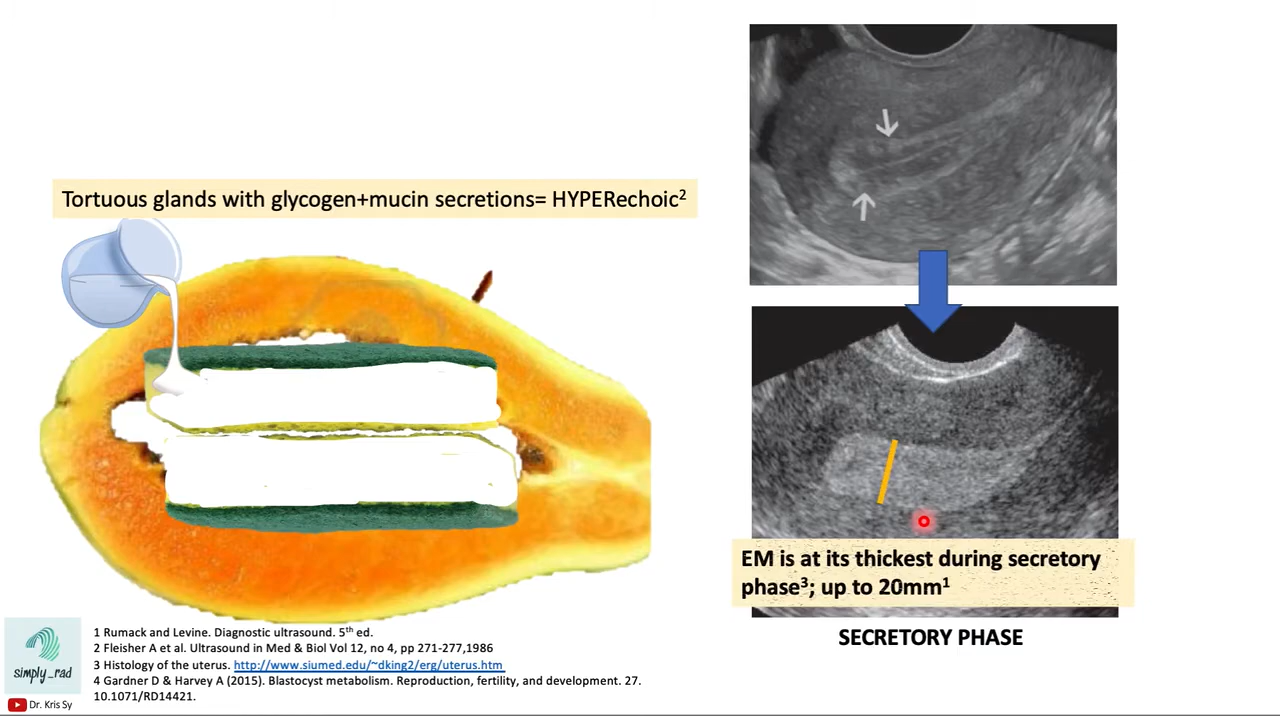 Tortuous glands with glycogen+mucin secretions= HYPERechoic²
EM is at its thickest during secretory
phase³; up to 20mm¹
SECRETORY PHASE
1 Rumack and Levine. Diagnostic ultrasound. 5th ed.
2 Fleisher A et al. Ultrasound in Med & Biol Vol 12, no 4, pp 271-277,1986
3 Histology of the uterus. http://www.siumed.edu/~dking2/erg/uterus.htm
4 Gardner D & Harvey A (2015). Blastocyst metabolism. Reproduction, fertility, and development. 27.
10.1071/RD14421.
simply_rad
Dr. Kris Sy